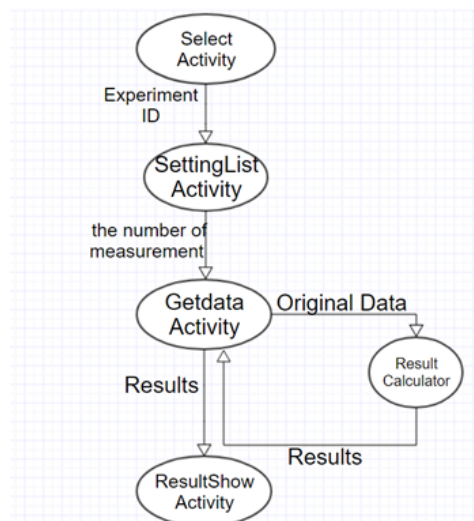 Select
Activity
Experiment
ID
SettingList
Activity
the number of
measurement
Getdata
Activity
Original Data
Result
Calculator
Results
Results
ResultShow
Activity